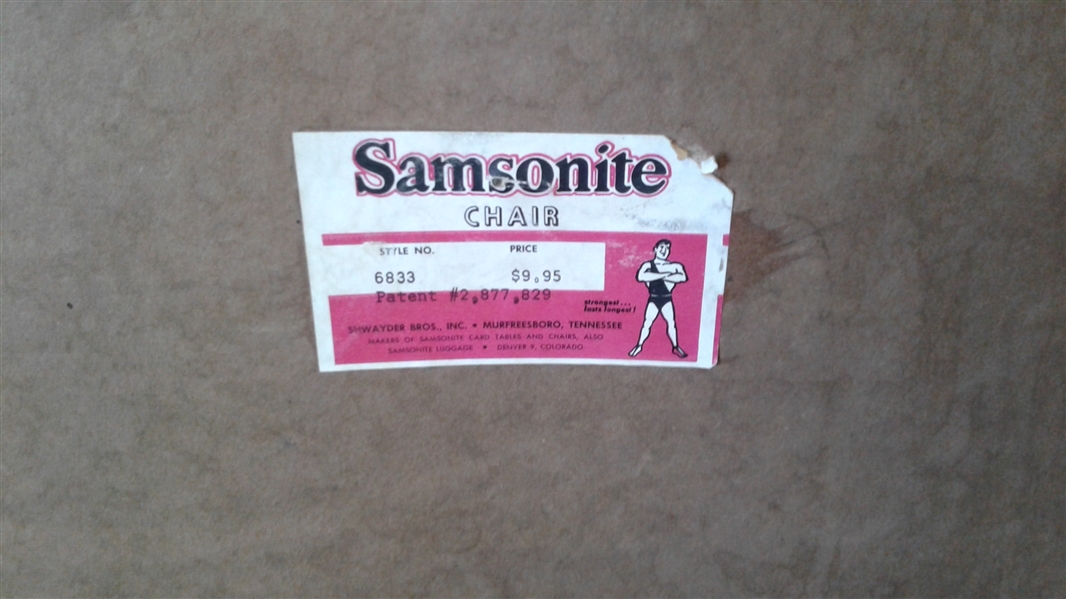 Samsonite
CHAIR
STYLE NO. PRICE
6833 $9.95
Patent #2,877,829
strongest...
lasts longest!
SHWAYDER BROS., INC. • MURFREESBORO, TENNESSEE
MAKERS OF SAMSONITE CARD TABLES AND CHAIRS, ALSO
SAMSONITE LUGGAGE • DENVER 9, COLORADO